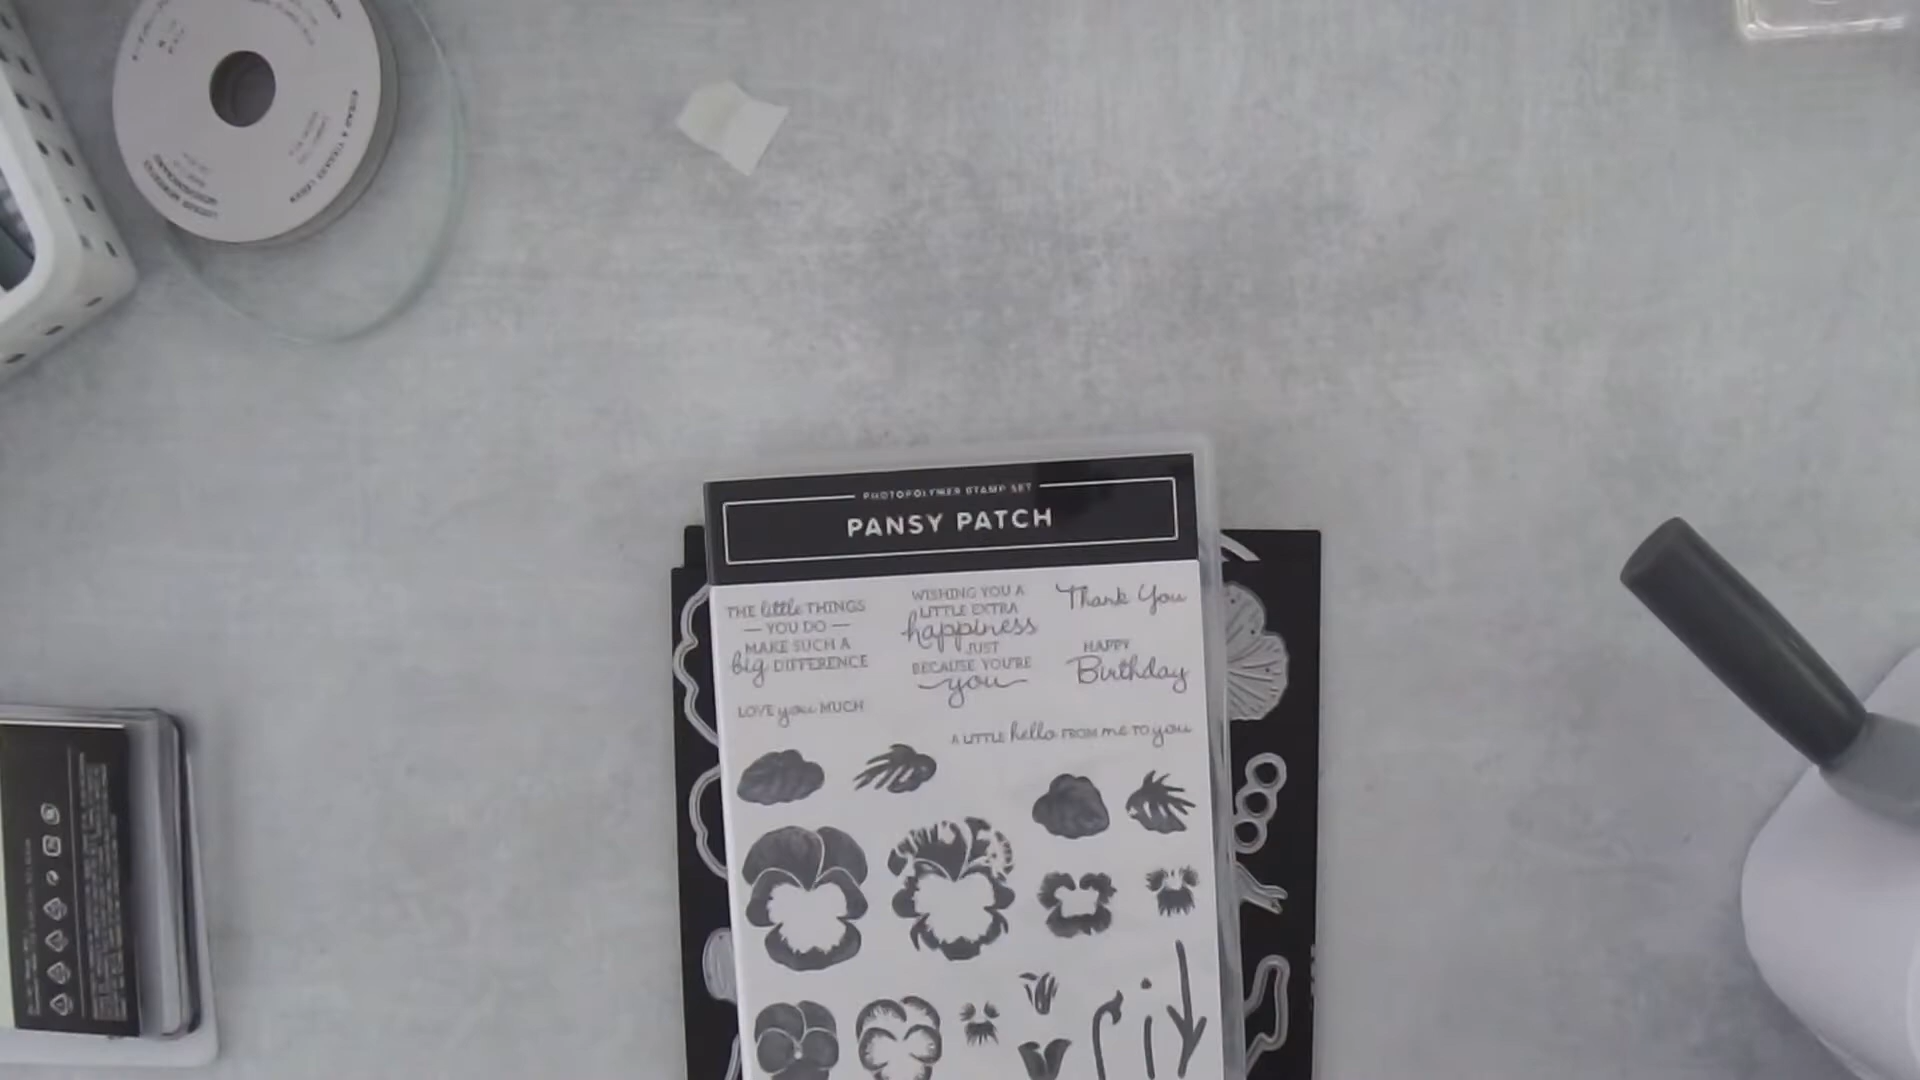 PHOTOPOLYMER STAMP SET
PANSY PATCH
THE little THINGS
— YOU DO —
MAKE SUCH A
big DIFFERENCE
WISHING YOU A
LITTLE EXTRA
happiness
JUST
BECAUSE YOU'RE
you
Thank You
HAPPY
Birthday
LOVE you MUCH
A LITTLE hello FROM me TO you